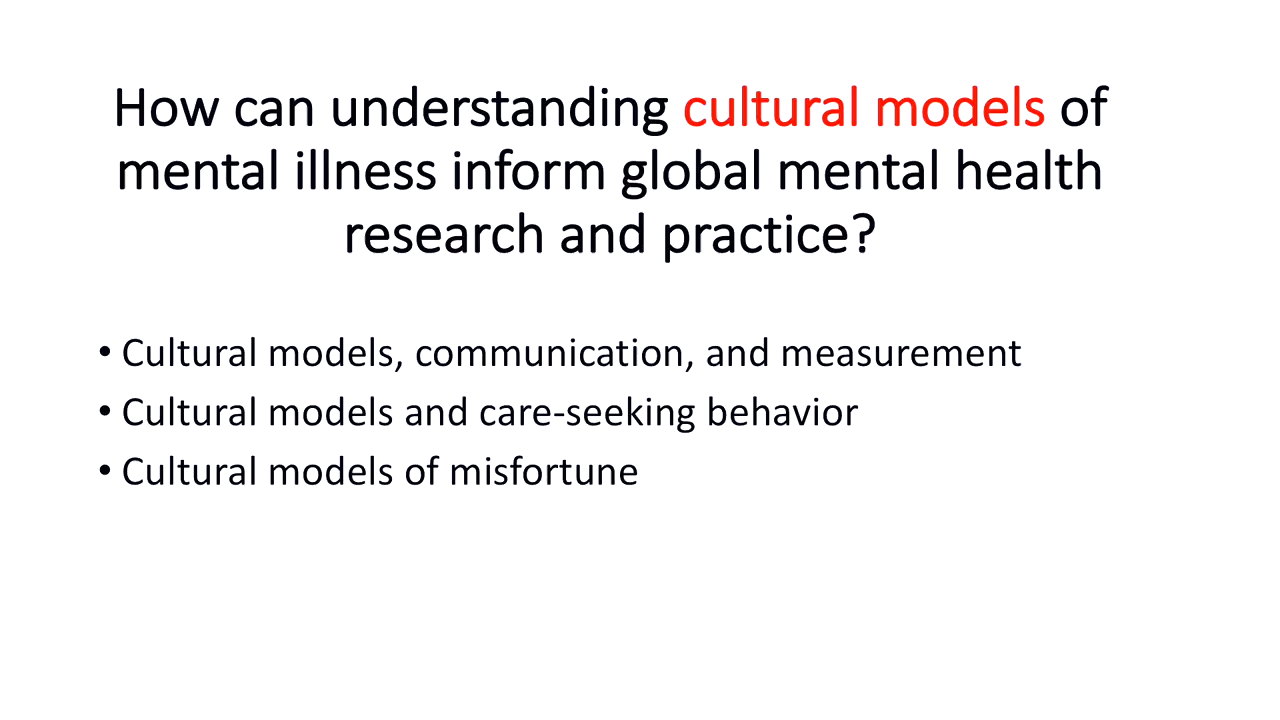 How can understanding cultural models of
mental illness inform global mental health
research and practice?
• Cultural models, communication, and measurement
• Cultural models and care-seeking behavior
• Cultural models of misfortune